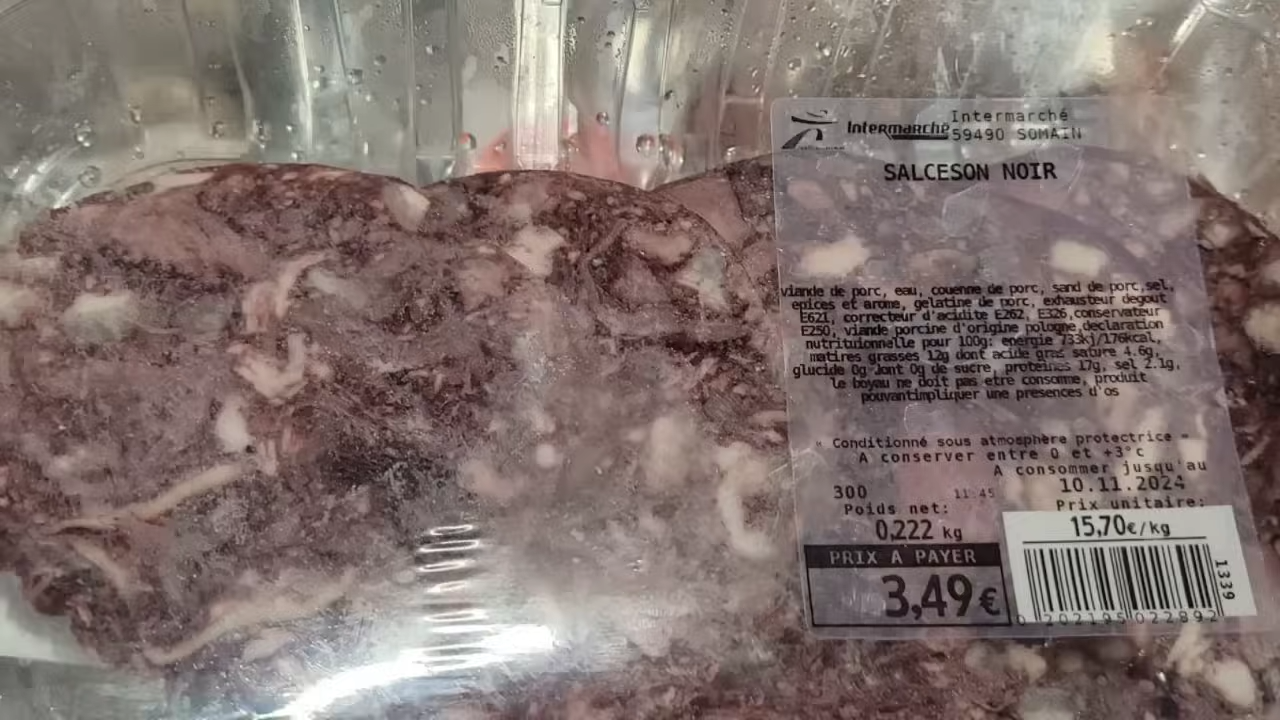 Intermarché
Intermarché
59490 SOMAIN
SALCESON NOIR
viande de porc, eau, couenne de porc, sand de porc,sel,
epices et arome, gelatine de porc, exhausteur degout
E621, correcteur d'acidite E262, E326,conservateur
E250, viande porcine d'origine pologne,declaration
nutrituionnelle pour 100g: energie 733kj/176kcal,
matires grasses 12g dont acide gras sature 4.6g,
glucide 0g dont 0g de sucre, proteines 17g, sel 2.1g,
le boyau ne doit pas etre consomme, produit
pouvantimpliquer une presences d'os
" Conditionné sous atmosphère protectrice "
A conserver entre 0 et +3°c
A consommer jusqu'au
300 11:45 10.11.2024
Poids net: Prix unitaire:
0,222 kg 15,70€/kg
PRIX A PAYER
3,49€
1339
0 202195 022892